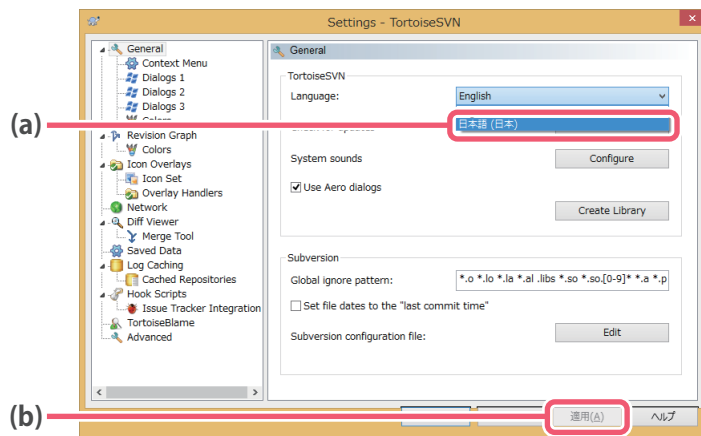 Settings - TortoiseSVN
General
Context Menu
Dialogs 1
Dialogs 2
Dialogs 3
Revision Graph
Colors
Icon Overlays
Icon Set
Overlay Handlers
Network
Diff Viewer
Merge Tool
Saved Data
Log Caching
Cached Repositories
Hook Scripts
Issue Tracker Integration
TortoiseBlame
Advanced
General
TortoiseSVN
Language:
English
(a)
日本語 (日本)
System sounds
Configure
Use Aero dialogs
Create Library
Subversion
Global ignore pattern:
*.o *.lo *.la *.al .libs *.so *.so.[0-9]* *.a *.p
Set file dates to the "last commit time"
Subversion configuration file:
Edit
(b)
適用(A)
ヘルプ